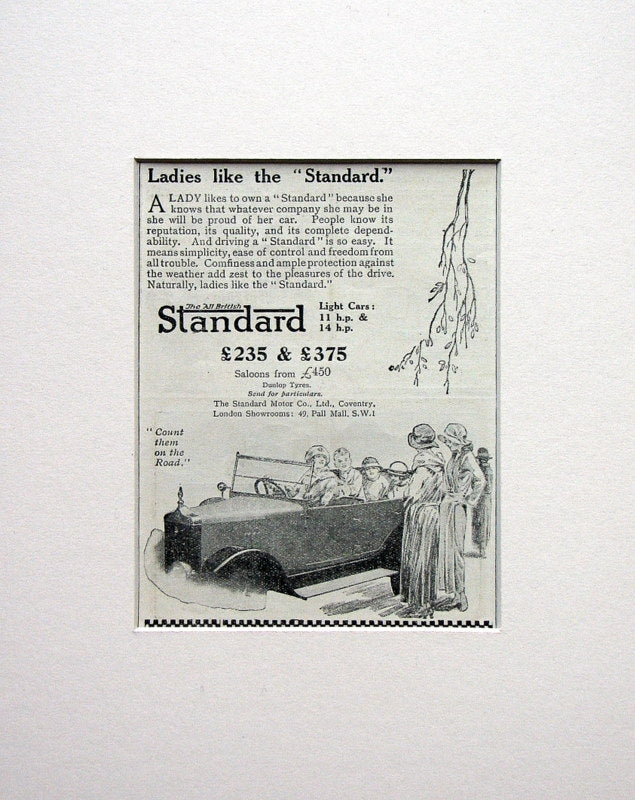 Ladies like the "Standard."
A LADY likes to own a "Standard" because she
knows that whatever company she may be in
she will be proud of her car. People know its
reputation, its quality, and its complete depend-
ability. And driving a "Standard" is so easy. It
means simplicity, ease of control and freedom from
all trouble. Comfiness and ample protection against
the weather add zest to the pleasures of the drive.
Naturally, ladies like the "Standard."
The All British
Standard
Light Cars:
11 h.p. &
14 h.p.
£235 & £375
Saloons from £450
Dunlop Tyres.
Send for particulars.
The Standard Motor Co., Ltd., Coventry,
London Showrooms: 49, Pall Mall, S.W.1
"Count
them
on the
Road."